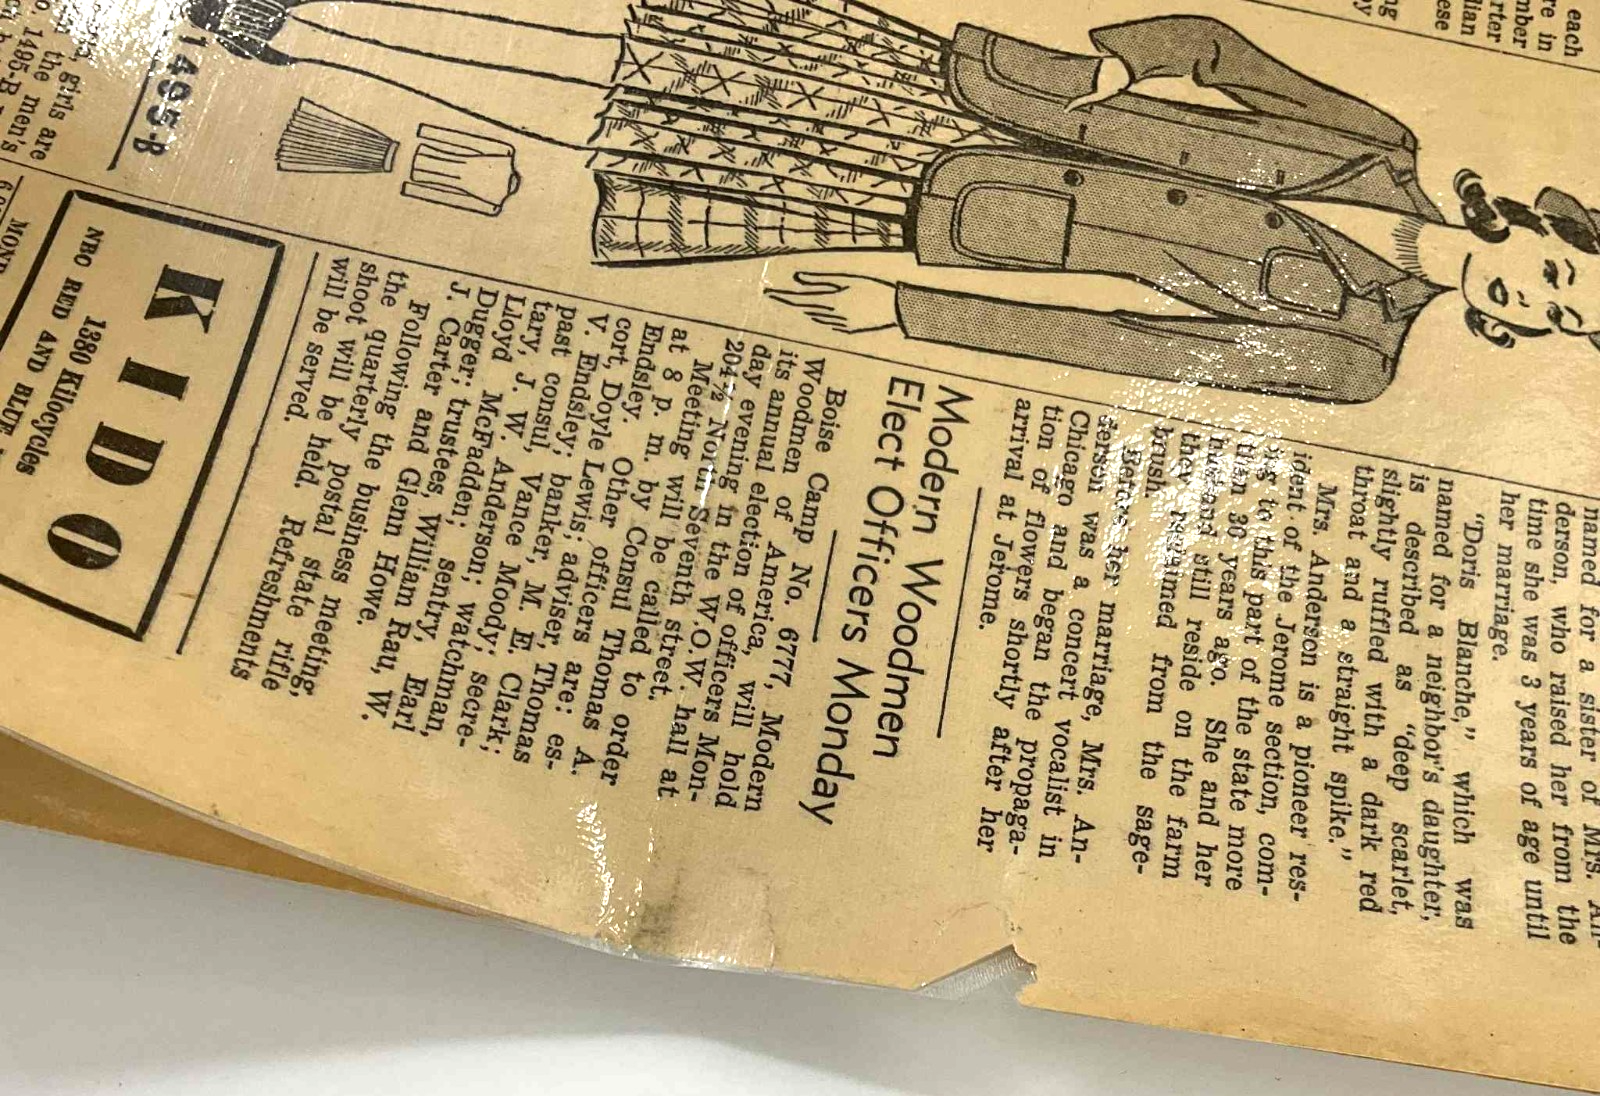 each
1485-B
girls are
the men's
1485-B
named for a sister of Mrs. An-
derson, who raised her from the
time she was 3 years of age until
her marriage.
"Doris Blanche," which was
named for a neighbor's daughter,
is described as "deep scarlet,
slightly ruffled with a dark red
throat and a straight spike."
Mrs. Anderson is a pioneer res-
ident of the Jerome section, com-
ing to this part of the state more
than 30 years ago. She and her
husband still reside on the farm
they reclaimed from the sage-
brush.
Before her marriage, Mrs. An-
derson was a concert vocalist in
Chicago and began the propaga-
tion of flowers shortly after her
arrival at Jerome.
Modern Woodmen
Elect Officers Monday
Boise Camp No. 6777, Modern
Woodmen of America, will hold
its annual election of officers Mon-
day evening in the W.O.W. hall at
204½ North Seventh street.
Meeting will be called to order
at 8 p. m. by Consul Thomas A.
Endsley. Other officers are: es-
cort, Doyle Lewis; adviser, Thomas
V. Endsley; banker, M. E. Clark;
past consul, Vance Moody; secre-
tary, J. W. Anderson; watchman,
Lloyd McFadden; sentry, Earl
Dugger; trustees, William Rau, W.
J. Carter and Glenn Howe.
Following the business meeting,
the quarterly postal state rifle
shoot will be held. Refreshments
will be served.
KIDO
1380 Kilocycles
NBC RED AND BLUE